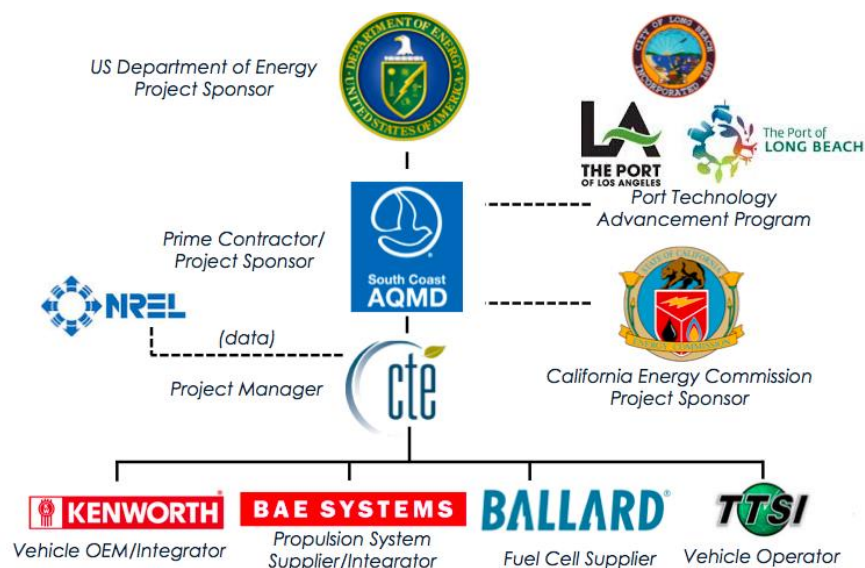 US Department of Energy
Project Sponsor
DEPARTMENT OF ENERGY
UNITED STATES OF AMERICA
CITY OF LONG BEACH
INCORPORATED 1897
LA
THE PORT
OF LOS ANGELES
The Port of
LONG BEACH
Port Technology
Advancement Program
Prime Contractor/
Project Sponsor
South Coast
AQMD
NREL
(data)
Project Manager
cte
STATE OF CALIFORNIA
ENERGY COMMISSION
California Energy Commission
Project Sponsor
KENWORTH®
Vehicle OEM/Integrator
BAE SYSTEMS
Propulsion System
Supplier/Integrator
BALLARD®
Fuel Cell Supplier
TTSI
Vehicle Operator